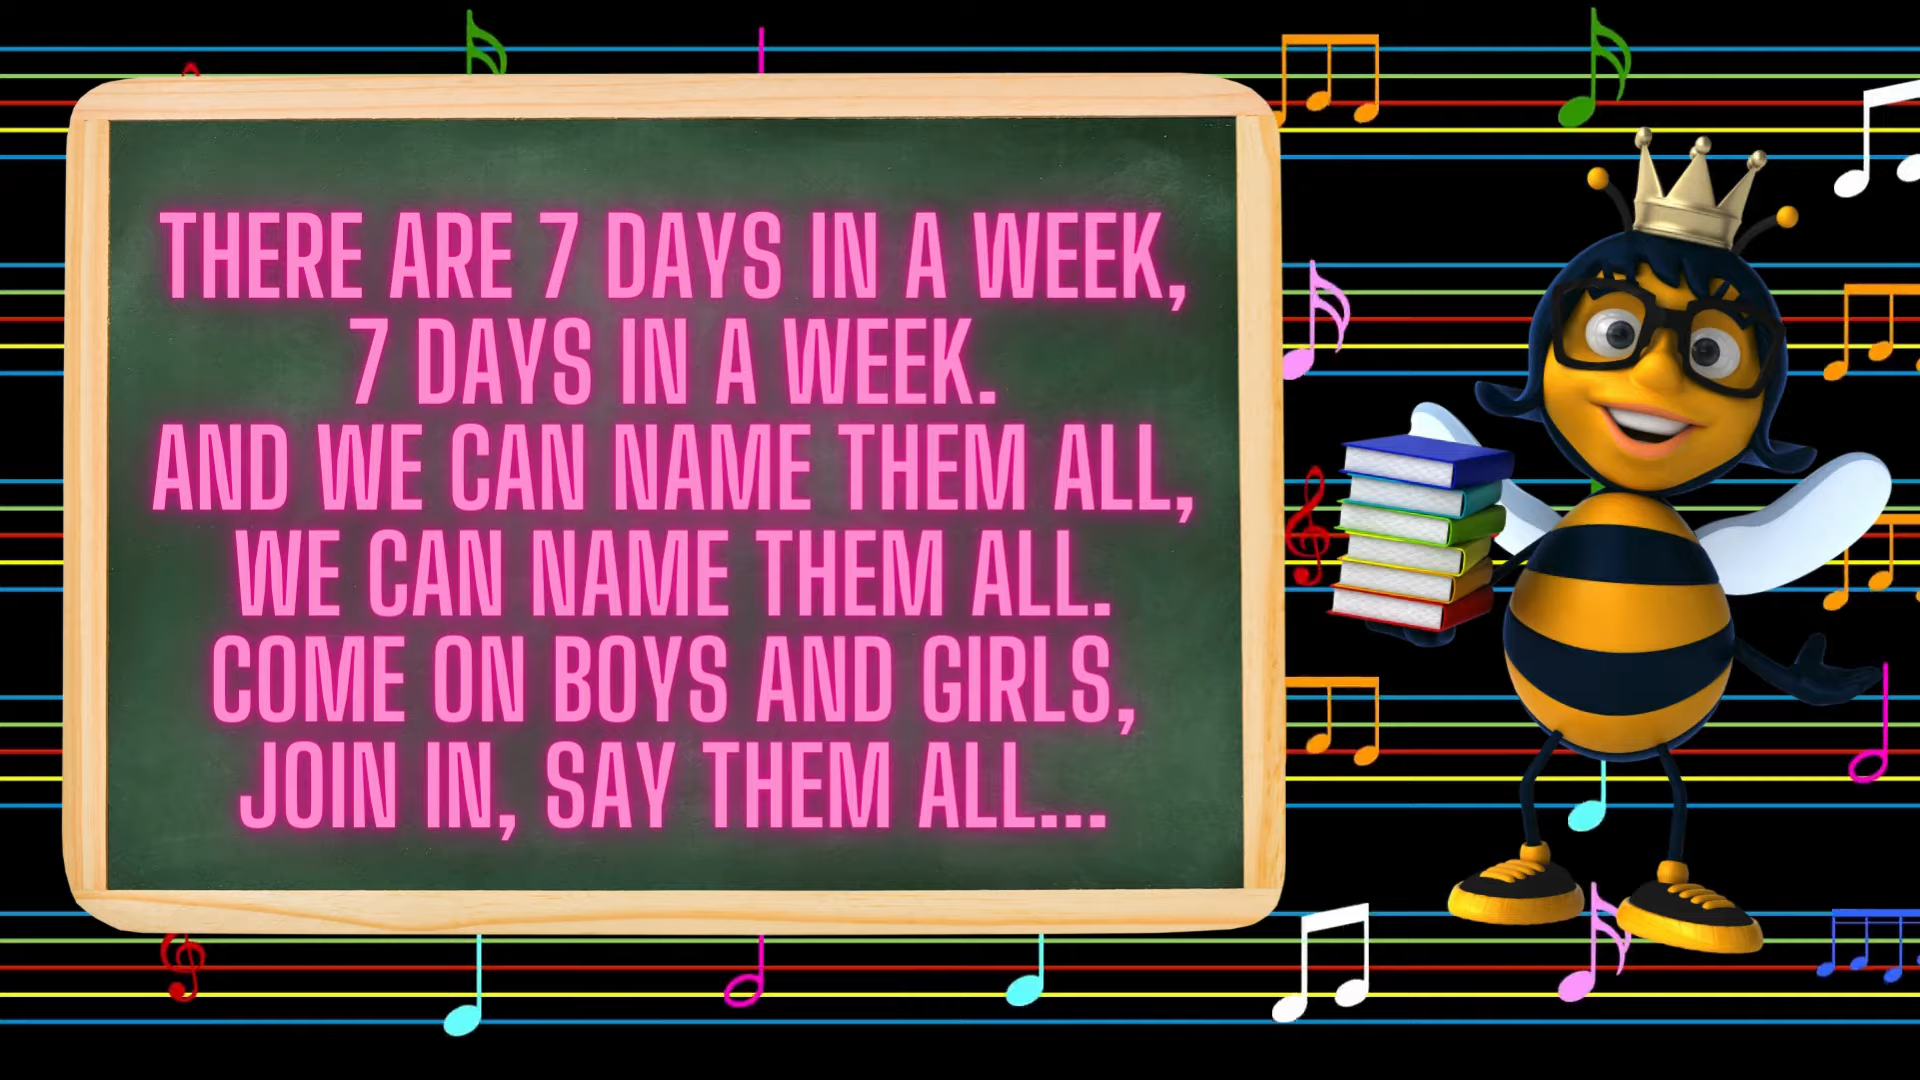 THERE ARE 7 DAYS IN A WEEK,
7 DAYS IN A WEEK.
AND WE CAN NAME THEM ALL,
WE CAN NAME THEM ALL.
COME ON BOYS AND GIRLS,
JOIN IN, SAY THEM ALL...